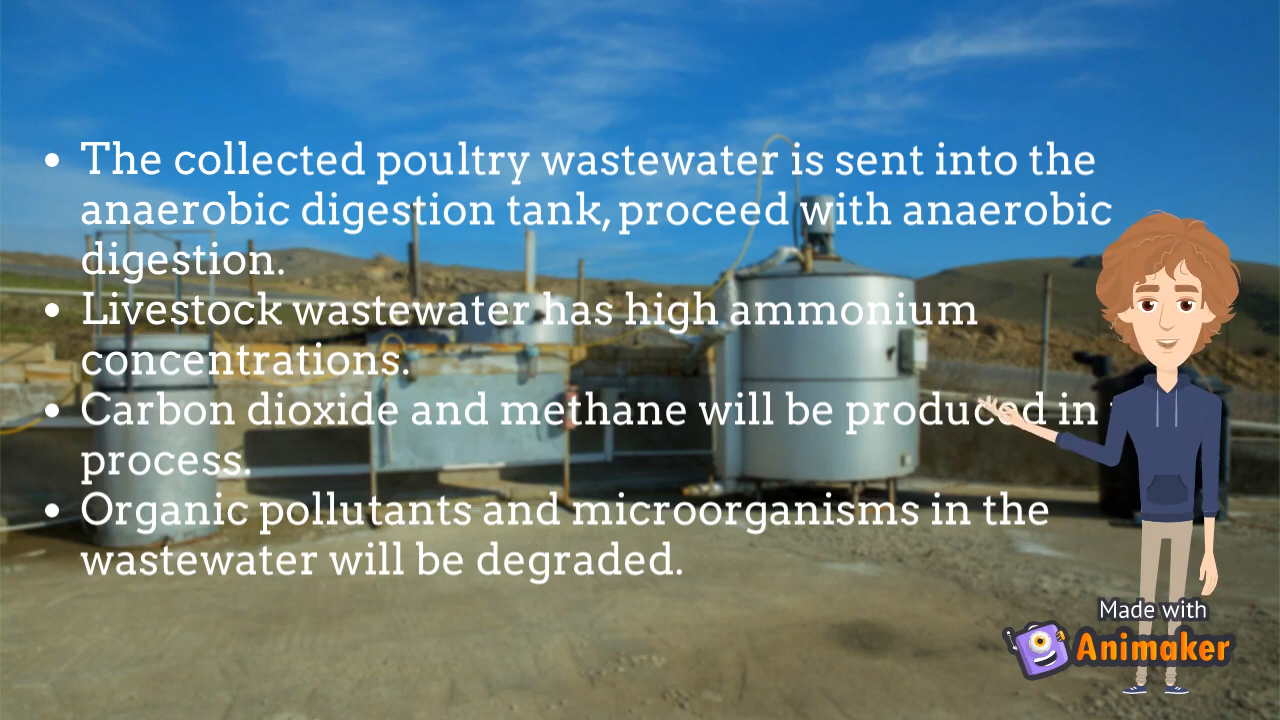 • The collected poultry wastewater is sent into the
anaerobic digestion tank, proceed with anaerobic
digestion.
• Livestock wastewater has high ammonium
concentrations.
• Carbon dioxide and methane will be produced in
process.
• Organic pollutants and microorganisms in the
wastewater will be degraded.
Made with
Animaker